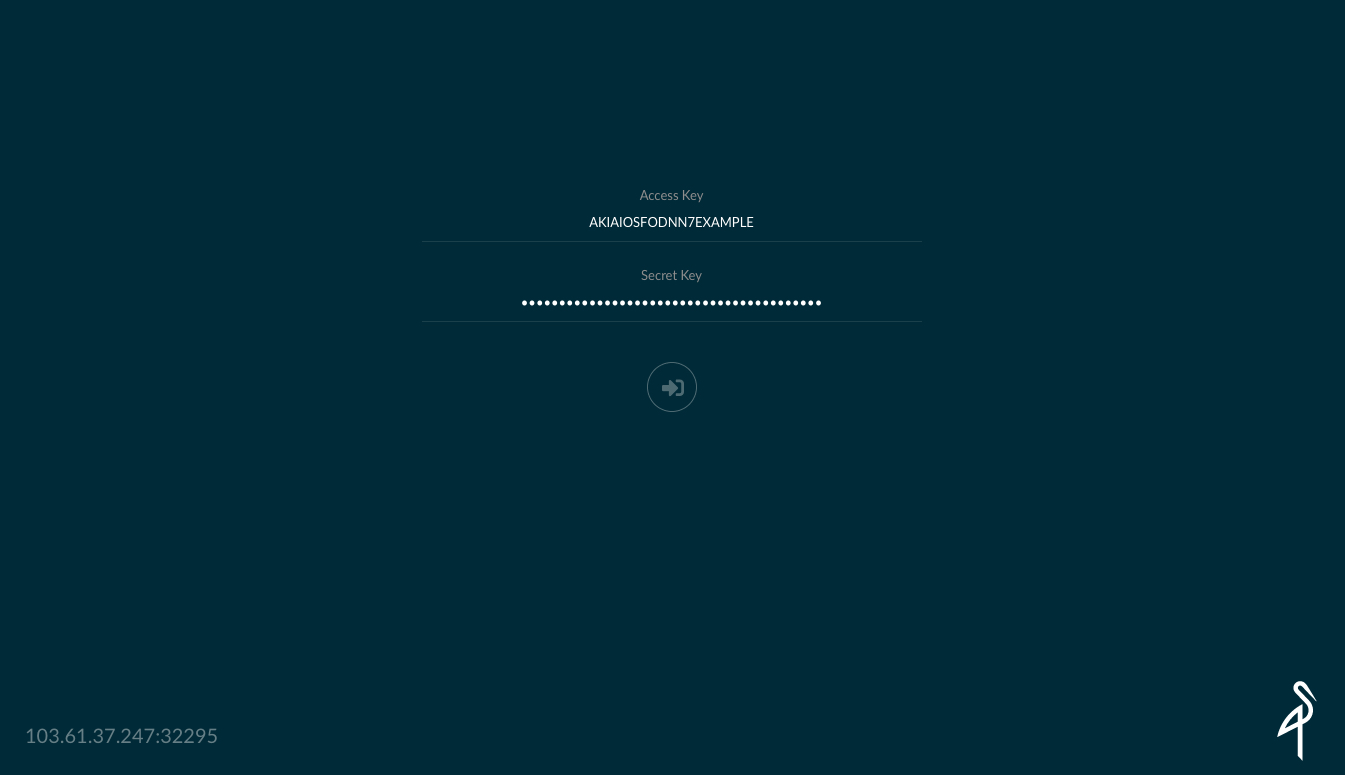 Access Key
AKIAIOSFODNN7EXAMPLE
Secret Key
••••••••••••••••••••••••••••••••••••••••
103.61.37.247:32295